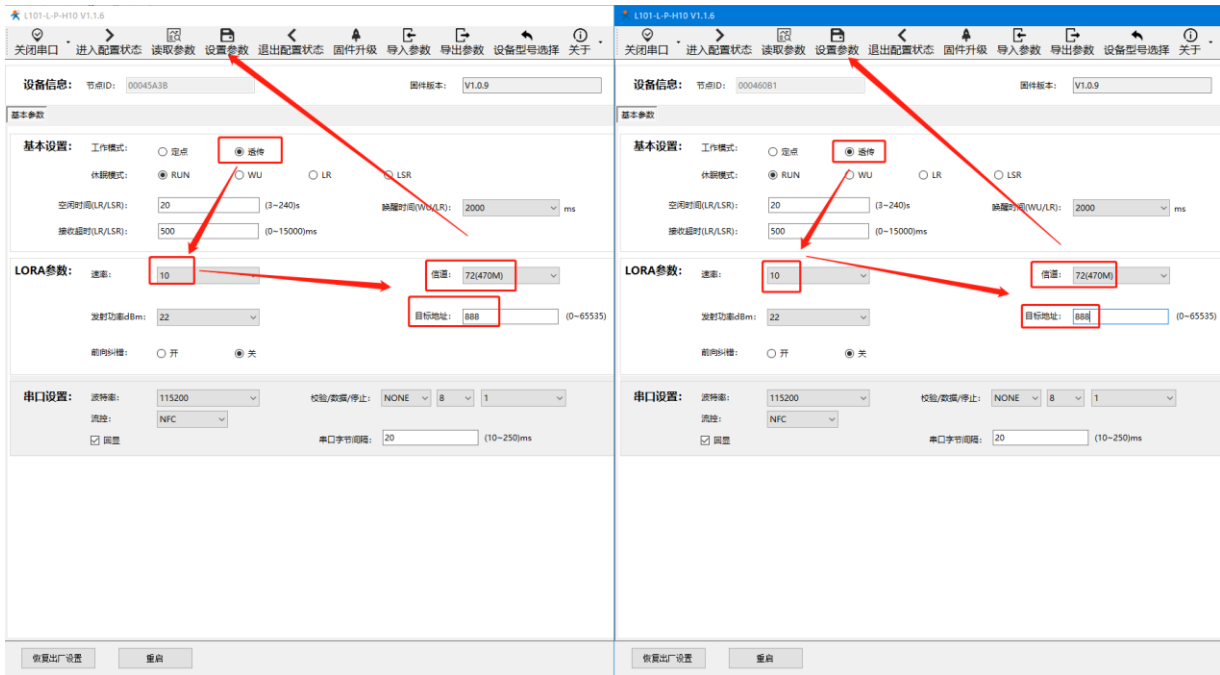 L101-L-P-H10 V1.1.6
关闭串口 进入配置状态 读取参数 设置参数 退出配置状态 固件升级 导入参数 导出参数 设备型号选择 关于
设备信息: 节点ID: 00045A3B 固件版本: V1.0.9
基本参数
基本设置: 工作模式: 定点 透传
休眠模式: RUN WU LR LSR
空闲时间(LR/LSR): 20 (3~240)s 唤醒时间(WU/LR): 2000 ms
接收超时(LR/LSR): 500 (0~15000)ms
LORA参数: 速率: 10 信道: 72(470M)
发射功率dBm: 22 目标地址: 888 (0~65535)
前向纠错: 开 关
串口设置: 波特率: 115200 校验/数据/停止: NONE 8 1
流控: NFC
回显 串口字节间隔: 20 (10~250)ms
恢复出厂设置 重启
L101-L-P-H10 V1.1.6
关闭串口 进入配置状态 读取参数 设置参数 退出配置状态 固件升级 导入参数 导出参数 设备型号选择 关于
设备信息: 节点ID: 000460B1 固件版本: V1.0.9
基本参数
基本设置: 工作模式: 定点 透传
休眠模式: RUN WU LR LSR
空闲时间(LR/LSR): 20 (3~240)s 唤醒时间(WU/LR): 2000 ms
接收超时(LR/LSR): 500 (0~15000)ms
LORA参数: 速率: 10 信道: 72(470M)
发射功率dBm: 22 目标地址: 888 (0~65535)
前向纠错: 开 关
串口设置: 波特率: 115200 校验/数据/停止: NONE 8 1
流控: NFC
回显 串口字节间隔: 20 (10~250)ms
恢复出厂设置 重启